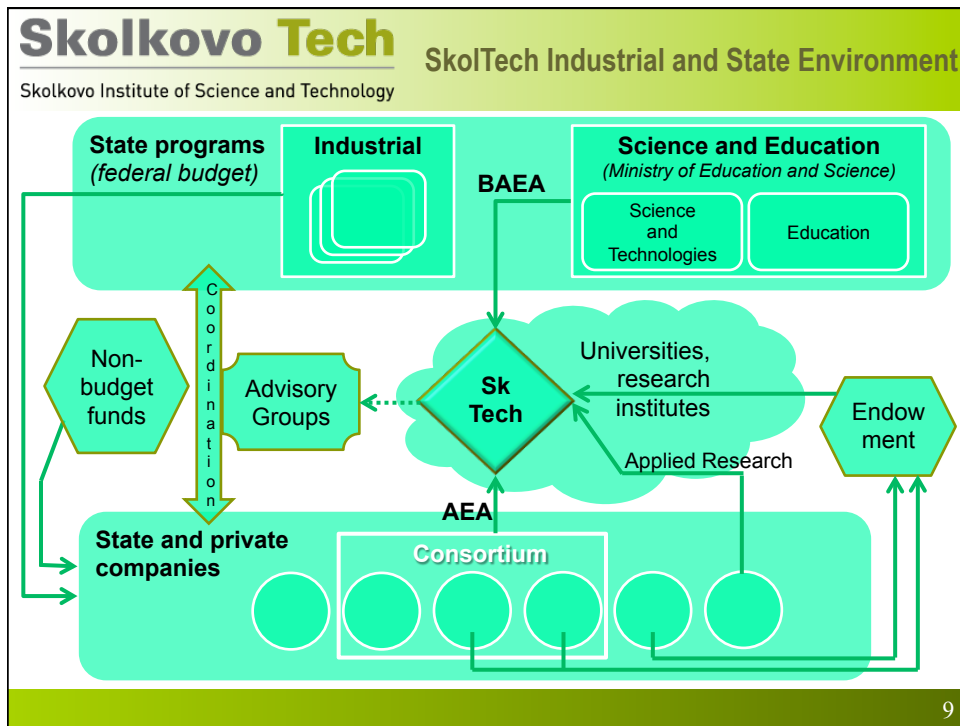 Skolkovo Tech
Skolkovo Institute of Science and Technology
SkolTech Industrial and State Environment
State programs
(federal budget)
Industrial
BAEA
Science and Education
(Ministry of Education and Science)
Science
and
Technologies
Education
Coordination
Non-
budget
funds
Advisory
Groups
Sk
Tech
Universities,
research
institutes
Endow
ment
Applied Research
AEA
State and private
companies
Consortium
9